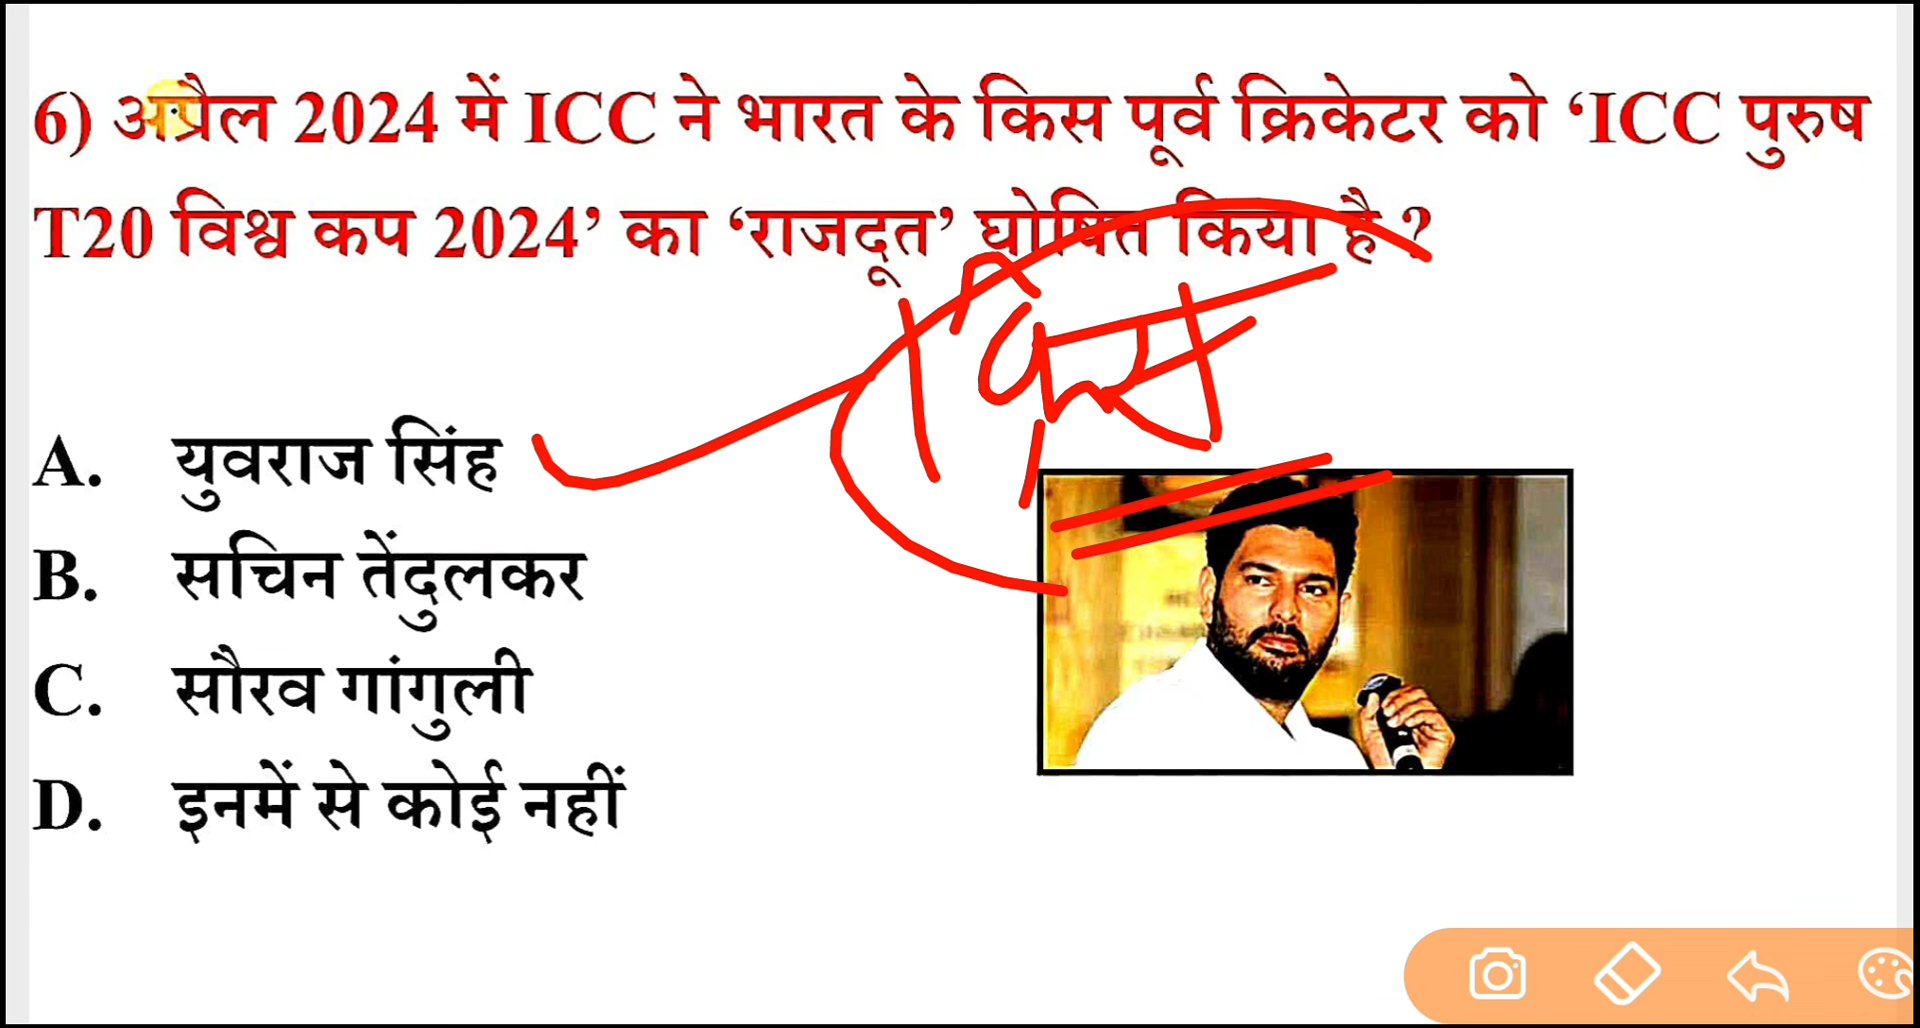 6) अप्रैल 2024 में ICC ने भारत के किस पूर्व क्रिकेटर को ‘ICC पुरुष
T20 विश्व कप 2024’ का ‘राजदूत’ घोषित किया है ?
A. युवराज सिंह
B. सचिन तेंदुलकर
C. सौरव गांगुली
D. इनमें से कोई नहीं